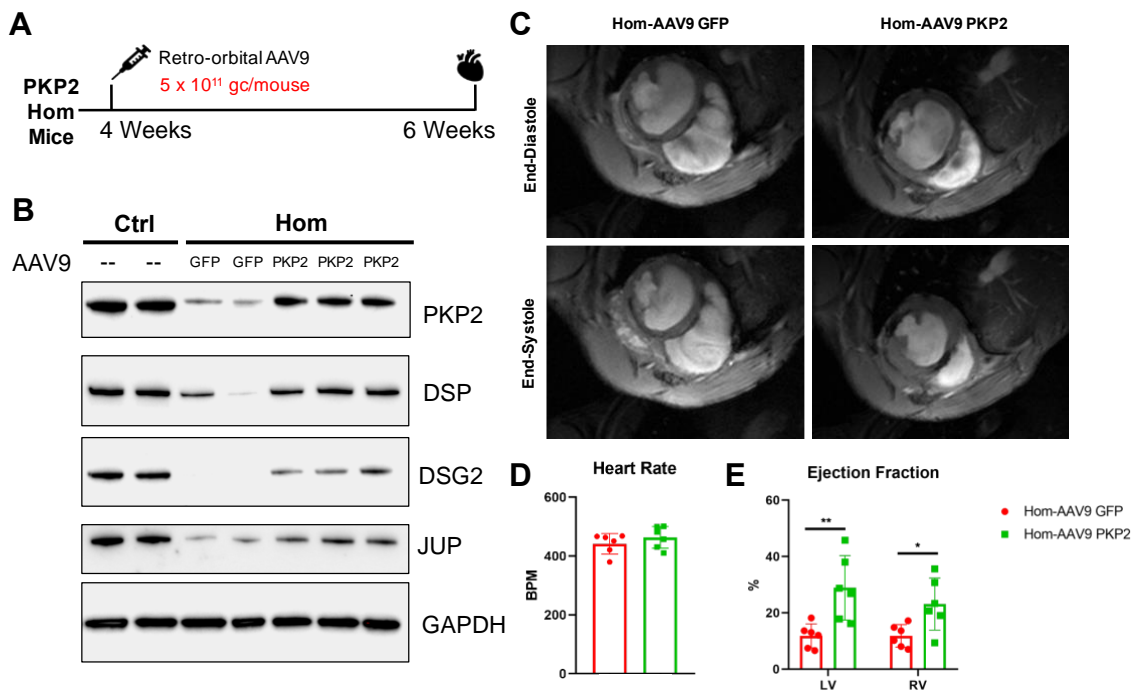 A
Retro-orbital AAV9
5 x 10¹¹ gc/mouse
PKP2
Hom
Mice
4 Weeks
6 Weeks
B
Ctrl
Hom
AAV9
--
--
GFP
GFP
PKP2
PKP2
PKP2
PKP2
DSP
DSG2
JUP
GAPDH
C
Hom-AAV9 GFP
Hom-AAV9 PKP2
End-Diastole
End-Systole
D
Heart Rate
BPM
600
400
200
0
E
Ejection Fraction
%
60
40
20
0
**
*
LV
RV
Hom-AAV9 GFP
Hom-AAV9 PKP2